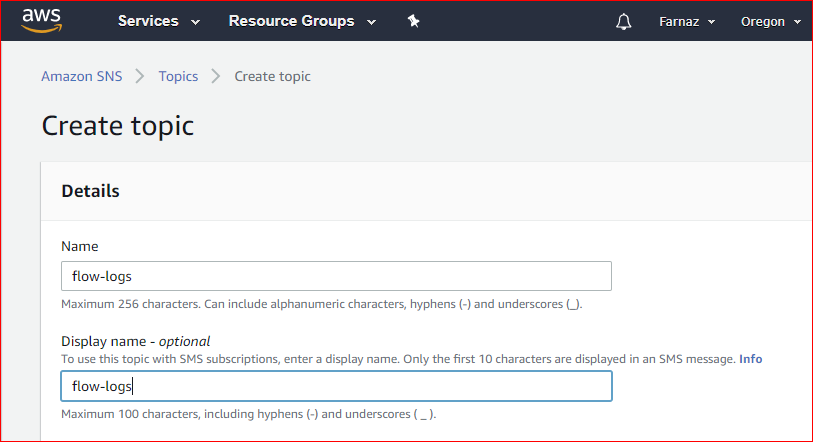 aws Services Resource Groups Farnaz Oregon
Amazon SNS Topics Create topic
Create topic
Details
Name
flow-logs
Maximum 256 characters. Can include alphanumeric characters, hyphens (-) and underscores (_).
Display name - optional
To use this topic with SMS subscriptions, enter a display name. Only the first 10 characters are displayed in an SMS message. Info
flow-logs
Maximum 100 characters, including hyphens (-) and underscores ( _ ).